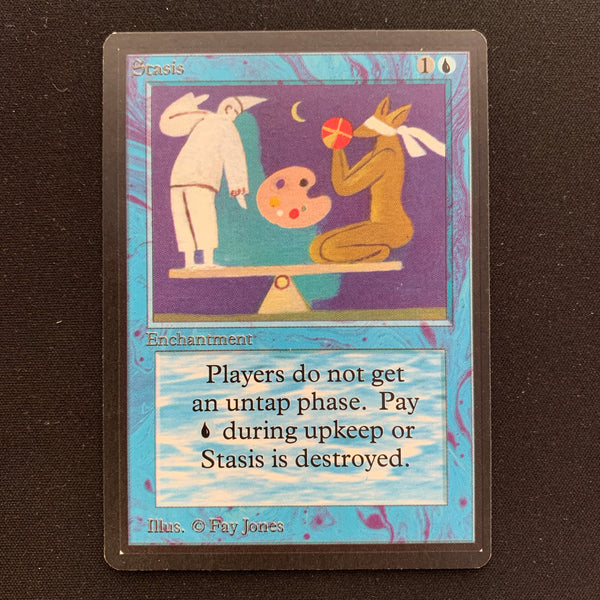 Stasis 1
Enchantment
Players do not get
an untap phase. Pay
during upkeep or
Stasis is destroyed.
Illus. © Fay Jones